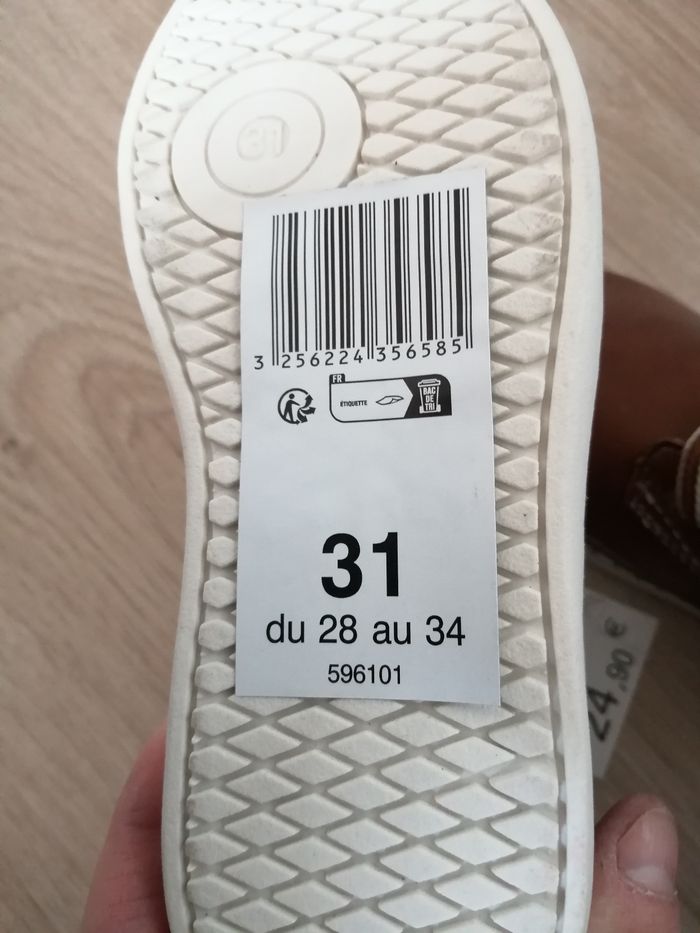 31
3 256224 356585
FR
ÉTIQUETTE
BAC
DE
TRI
31
du 28 au 34
596101
24,90 €